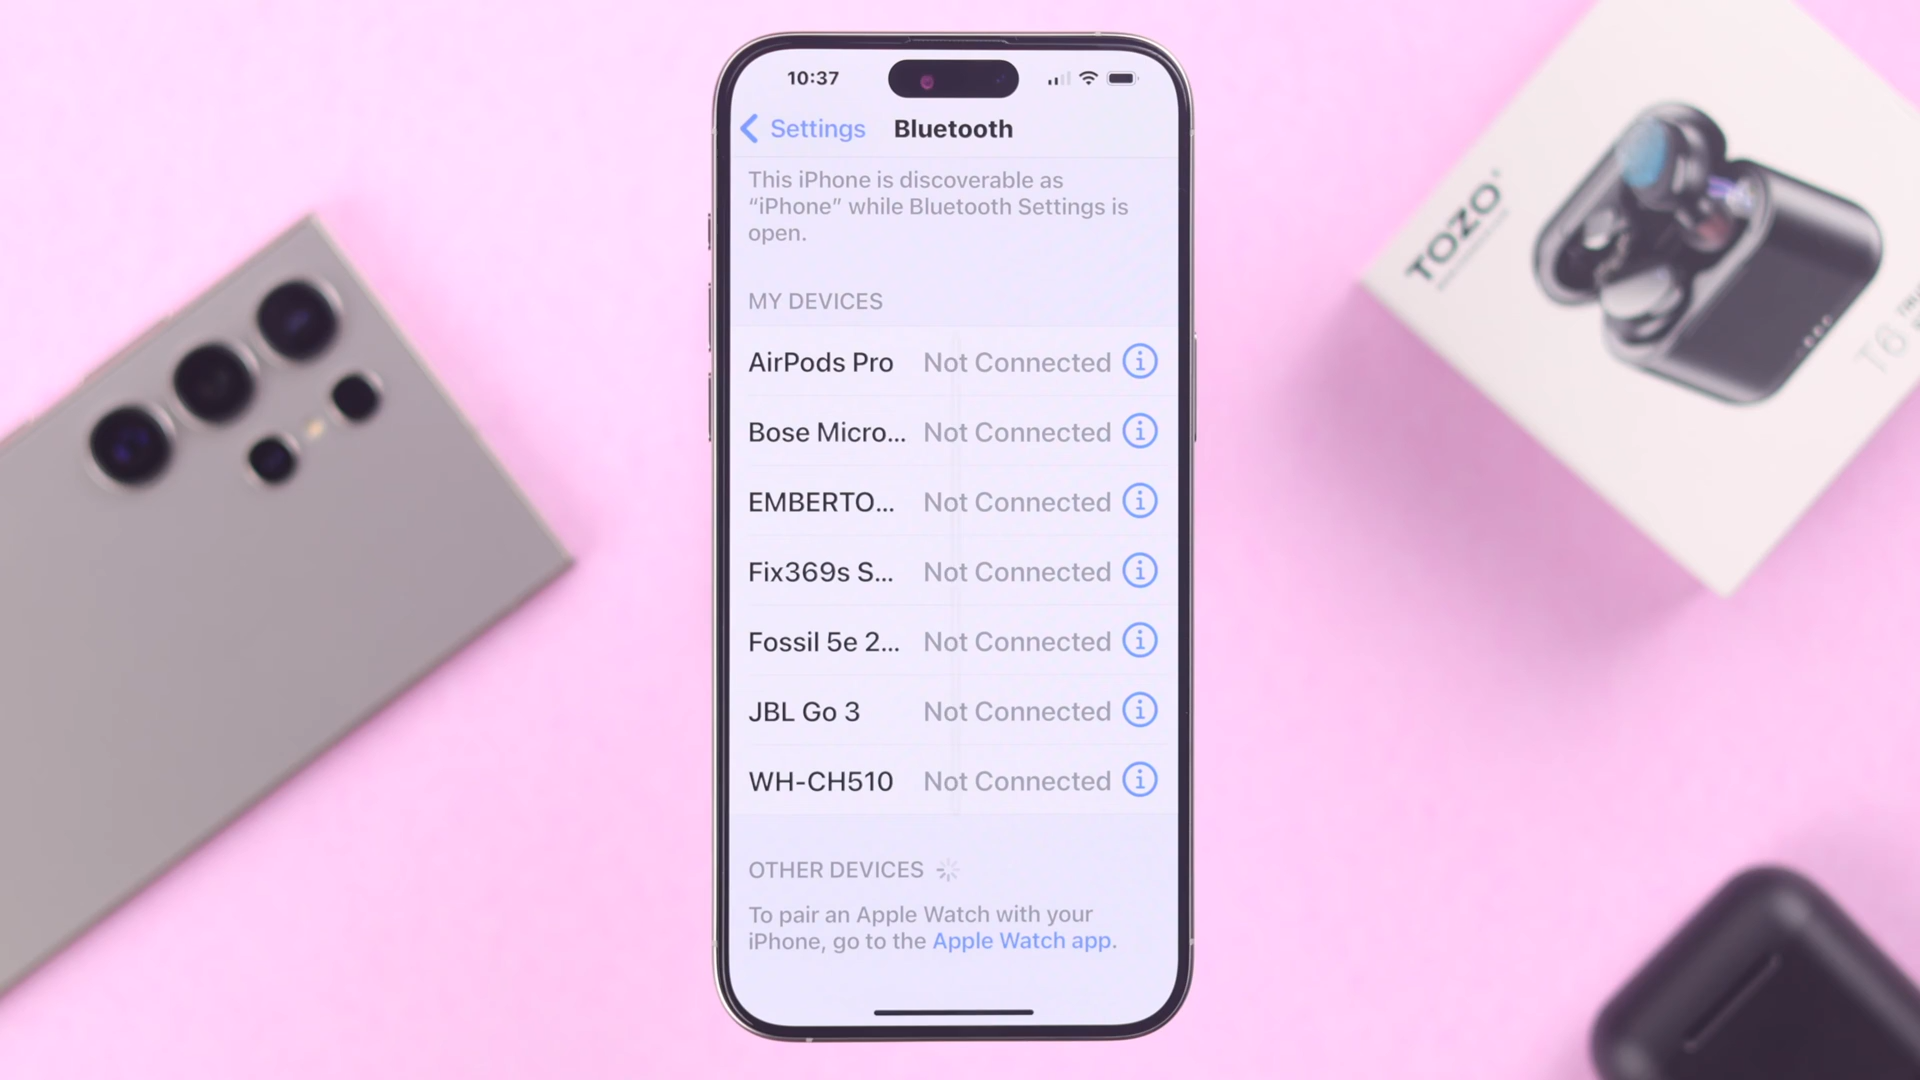 10:37
Settings
Bluetooth
This iPhone is discoverable as
“iPhone” while Bluetooth Settings is
open.
MY DEVICES
AirPods Pro Not Connected
Bose Micro... Not Connected
EMBERTO... Not Connected
Fix369s S... Not Connected
Fossil 5e 2... Not Connected
JBL Go 3 Not Connected
WH-CH510 Not Connected
OTHER DEVICES
To pair an Apple Watch with your
iPhone, go to the Apple Watch app.
TOZO
T6